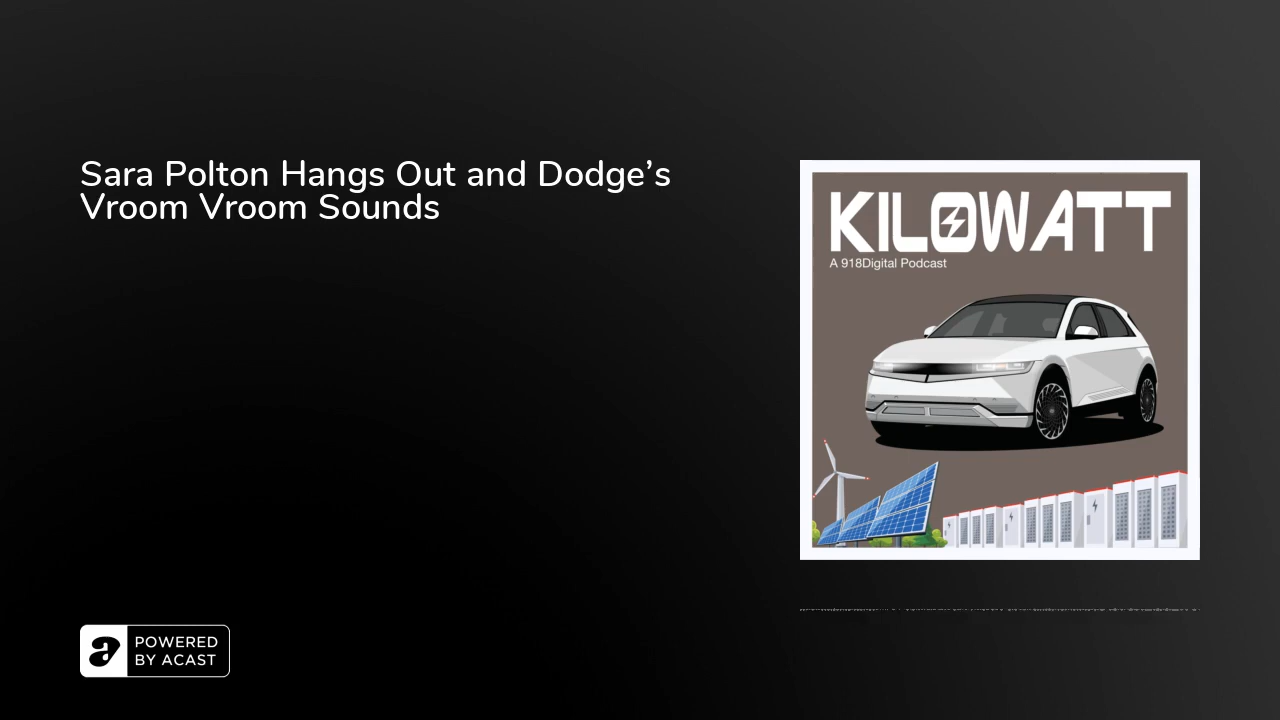 Sara Polton Hangs Out and Dodge’s
Vroom Vroom Sounds
KILOWATT
A 918Digital Podcast
POWERED
BY ACAST